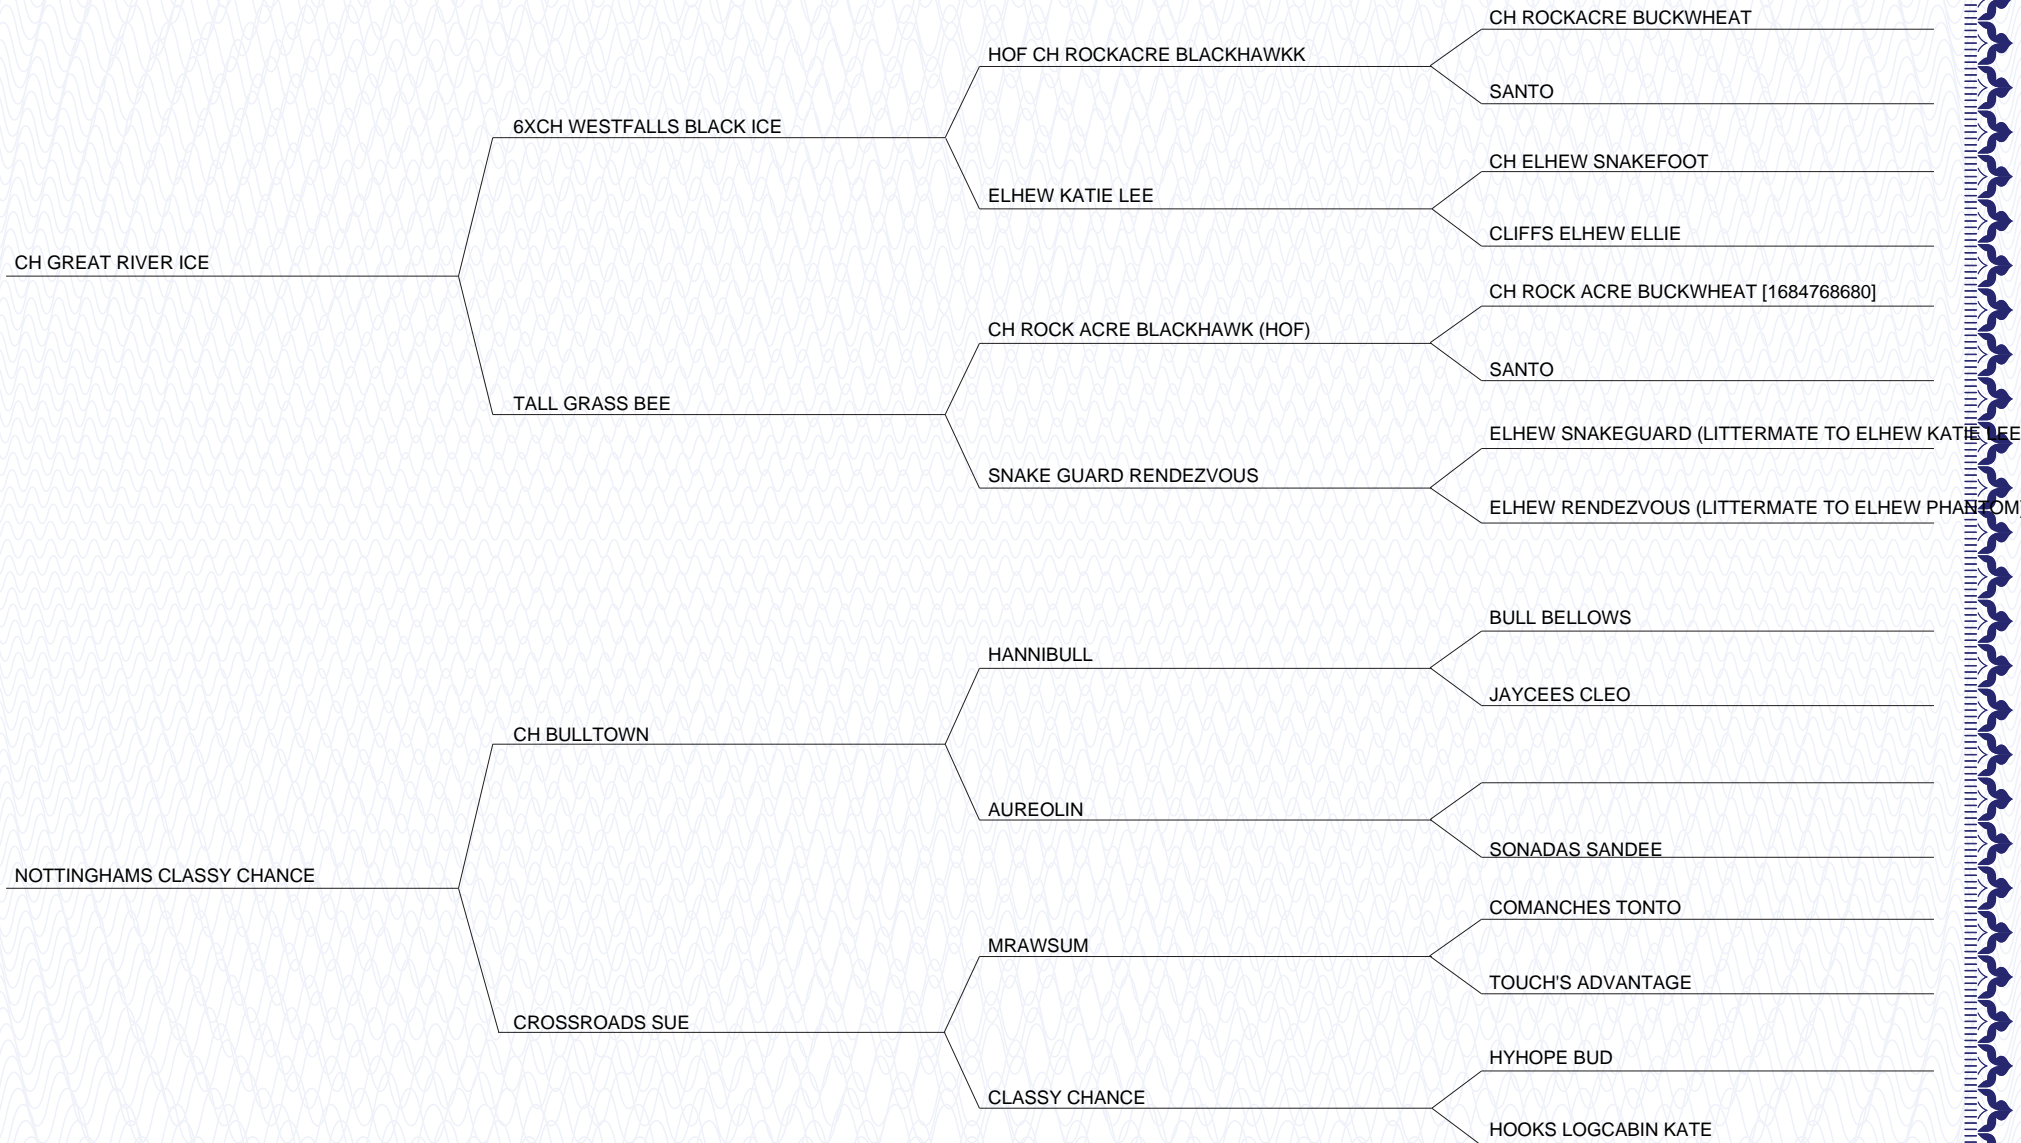 CH ROCKACRE BUCKWHEAT
HOF CH ROCKACRE BLACKHAWKK
SANTO
6XCH WESTFALLS BLACK ICE
CH ELHEW SNAKEFOOT
ELHEW KATIE LEE
CLIFFS ELHEW ELLIE
CH GREAT RIVER ICE
CH ROCK ACRE BUCKWHEAT [1684768680]
CH ROCK ACRE BLACKHAWK (HOF)
SANTO
TALL GRASS BEE
ELHEW SNAKEGUARD (LITTERMATE TO ELHEW KATIE LEE
SNAKE GUARD RENDEZVOUS
ELHEW RENDEZVOUS (LITTERMATE TO ELHEW PHANTOM)
BULL BELLOWS
HANNIBULL
JAYCEES CLEO
CH BULLTOWN
AUREOLIN
SONADAS SANDEE
NOTTINGHAMS CLASSY CHANCE
COMANCHES TONTO
MRAWSUM
TOUCH'S ADVANTAGE
CROSSROADS SUE
HYHOPE BUD
CLASSY CHANCE
HOOKS LOGCABIN KATE